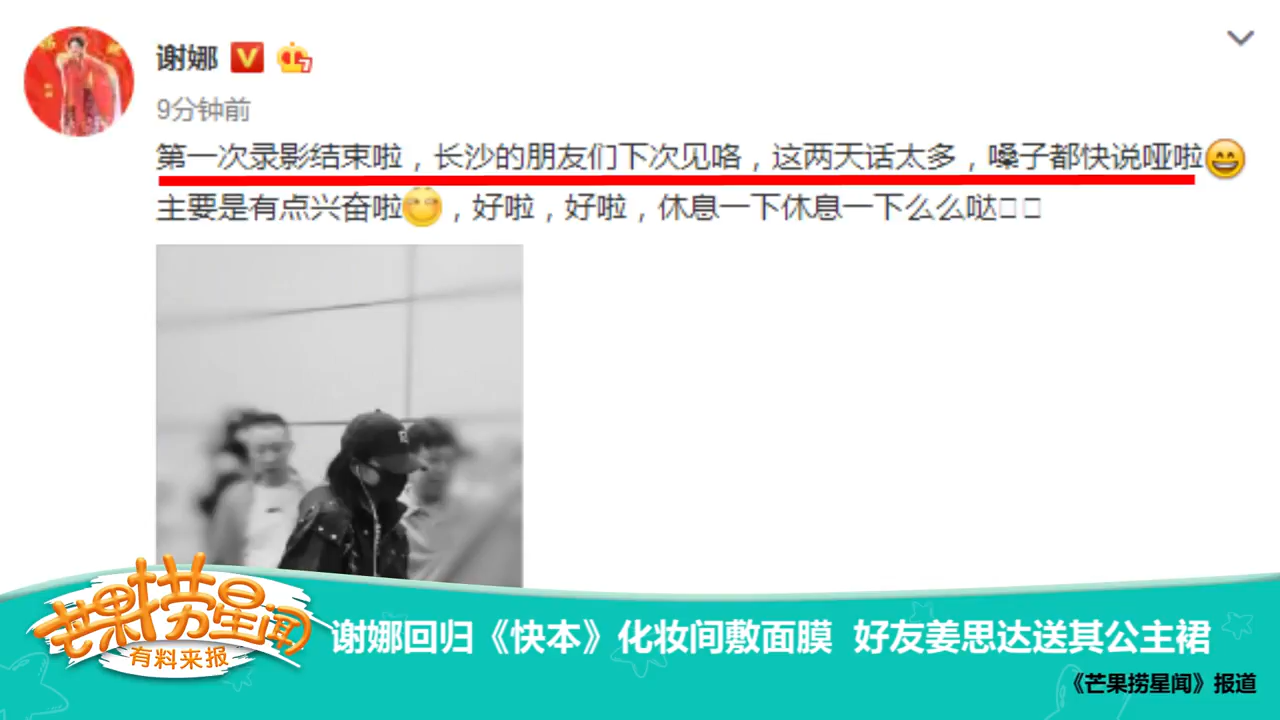 谢娜
9分钟前
第一次录影结束啦，长沙的朋友们下次见咯，这两天话太多，嗓子都快说哑啦😄
主要是有点兴奋啦😁，好啦，好啦，休息一下休息一下么么哒□□
芒果捞星闻
有料来报
谢娜回归《快本》化妆间敷面膜 好友姜思达送其公主裙
《芒果捞星闻》报道